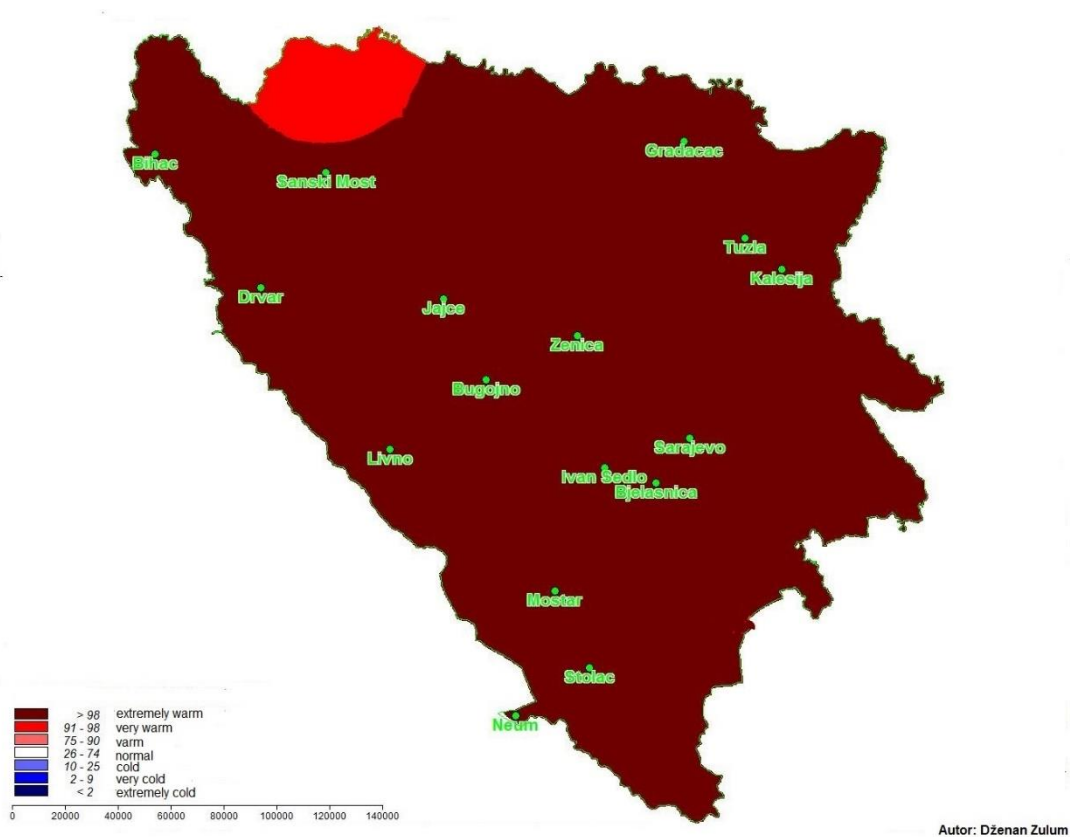 Bihac
Gradacac
Sanski Most
Tuzla
Kalesija
Drvar
Jajce
Zenica
Bugojno
Livno
Sarajevo
Ivan Sedlo
Bjelasnica
Mostar
Stolac
Neum
> 98 extremely warm
91 - 98 very warm
75 - 90 varm
26 - 74 normal
10 - 25 cold
2 - 9 very cold
< 2 extremely cold
0 20000 40000 60000 80000 100000 120000 140000
Autor: Dženan Zulum